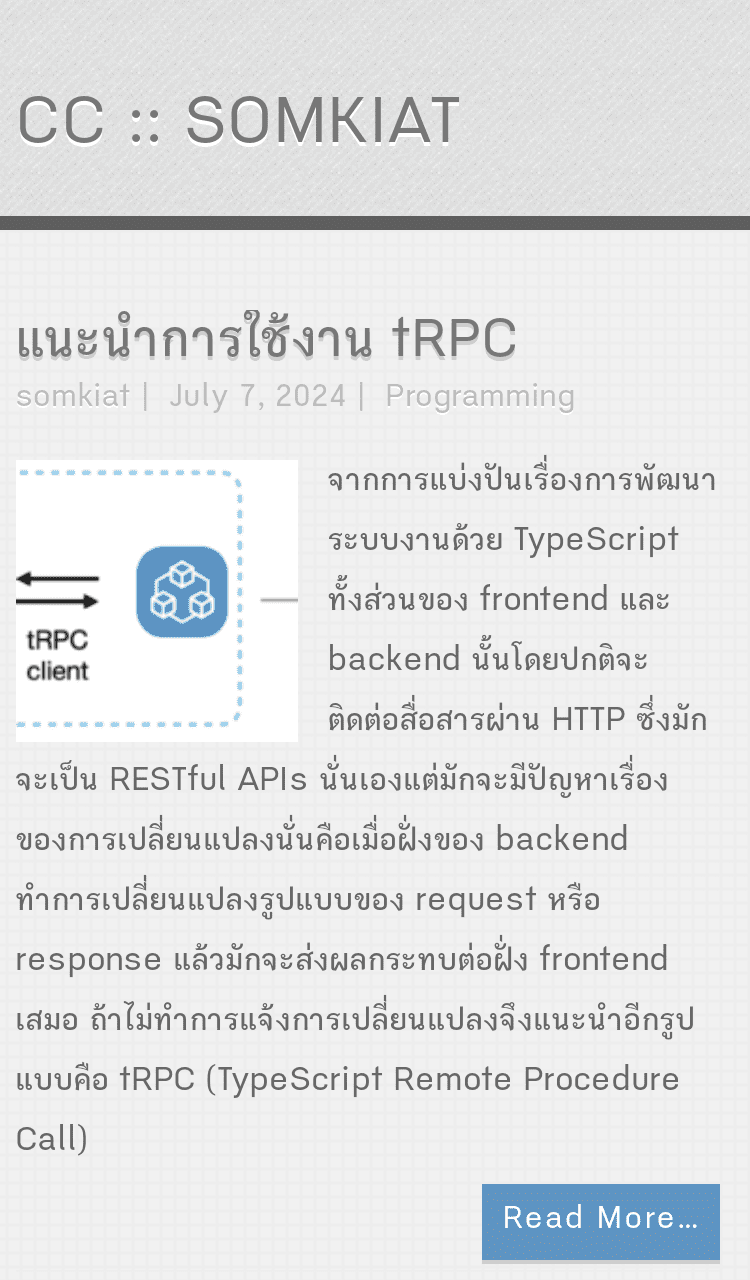 CC :: SOMKIAT
แนะนำการใช้งาน tRPC
somkiat | July 7, 2024 | Programming
tRPC
client
จากการแบ่งปันเรื่องการพัฒนา
ระบบงานด้วย TypeScript
ทั้งส่วนของ frontend และ
backend นั้นโดยปกติจะ
ติดต่อสื่อสารผ่าน HTTP ซึ่งมัก
จะเป็น RESTful APIs นั่นเองแต่มักจะมีปัญหาเรื่อง
ของการเปลี่ยนแปลงนั่นคือเมื่อฝั่งของ backend
ทำการเปลี่ยนแปลงรูปแบบของ request หรือ
response แล้วมักจะส่งผลกระทบต่อฝั่ง frontend
เสมอ ถ้าไม่ทำการแจ้งการเปลี่ยนแปลงจึงแนะนำอีกรูป
แบบคือ tRPC (TypeScript Remote Procedure
Call)
Read More…